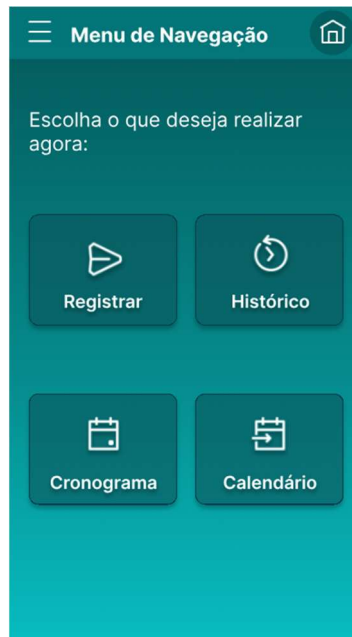 Menu de Navegação
Escolha o que deseja realizar
agora:
Registrar
Histórico
Cronograma
Calendário